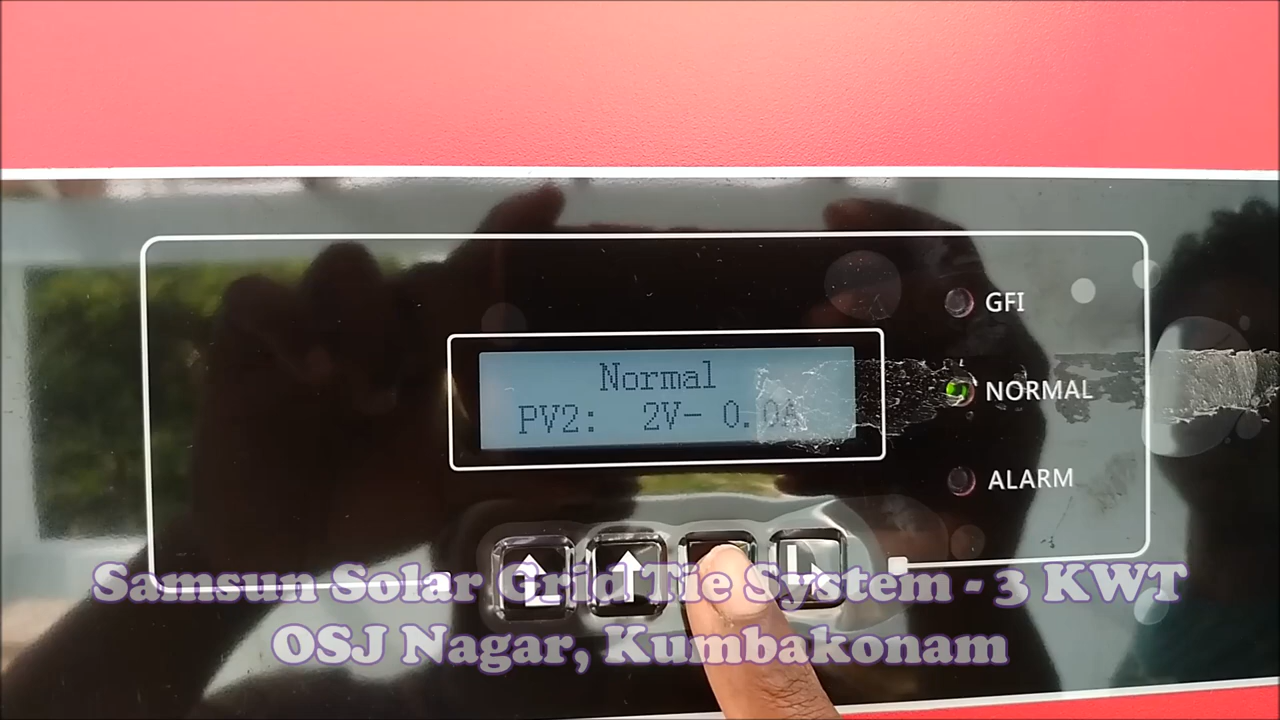 GFI
Normal
NORMAL
PV2: 2V- 0.0A
ALARM
Samsun Solar Grid Tie System - 3 KWT
OSJ Nagar, Kumbakonam